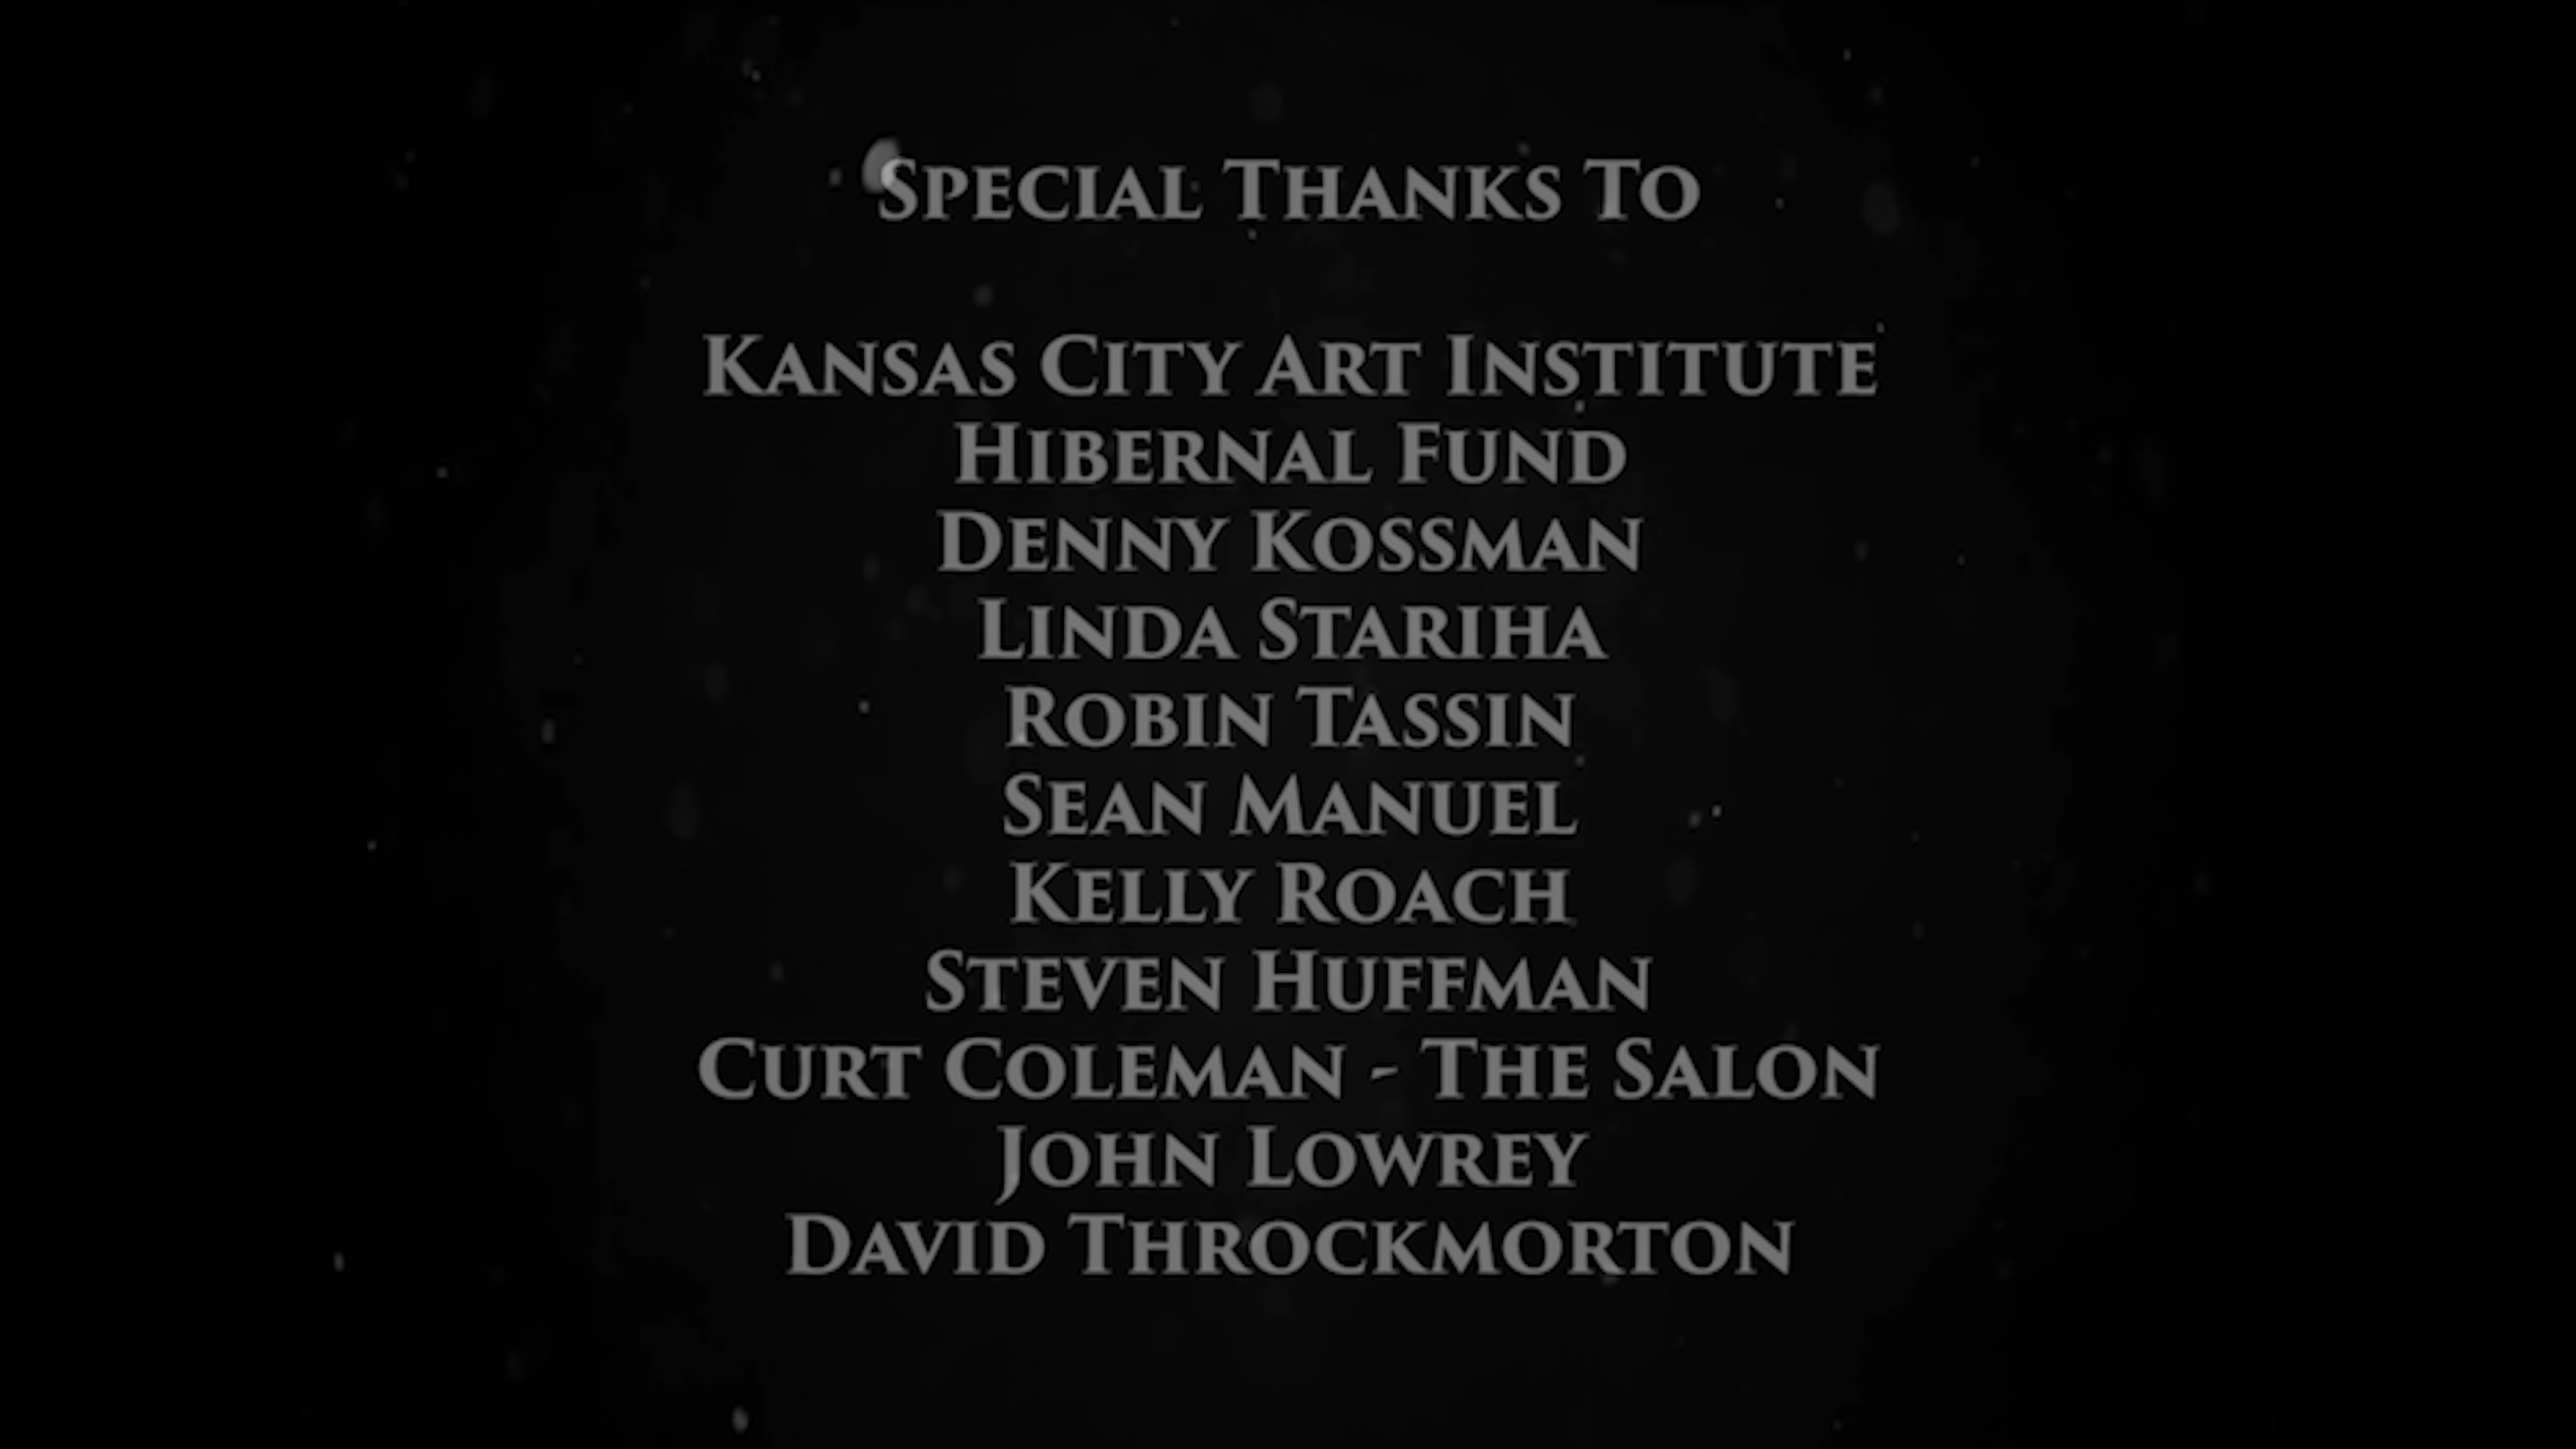 Special Thanks To
Kansas City Art Institute
Hibernal Fund
Denny Kossman
Linda Stariha
Robin Tassin
Sean Manuel
Kelly Roach
Steven Huffman
Curt Coleman - The Salon
John Lowrey
David Throckmorton